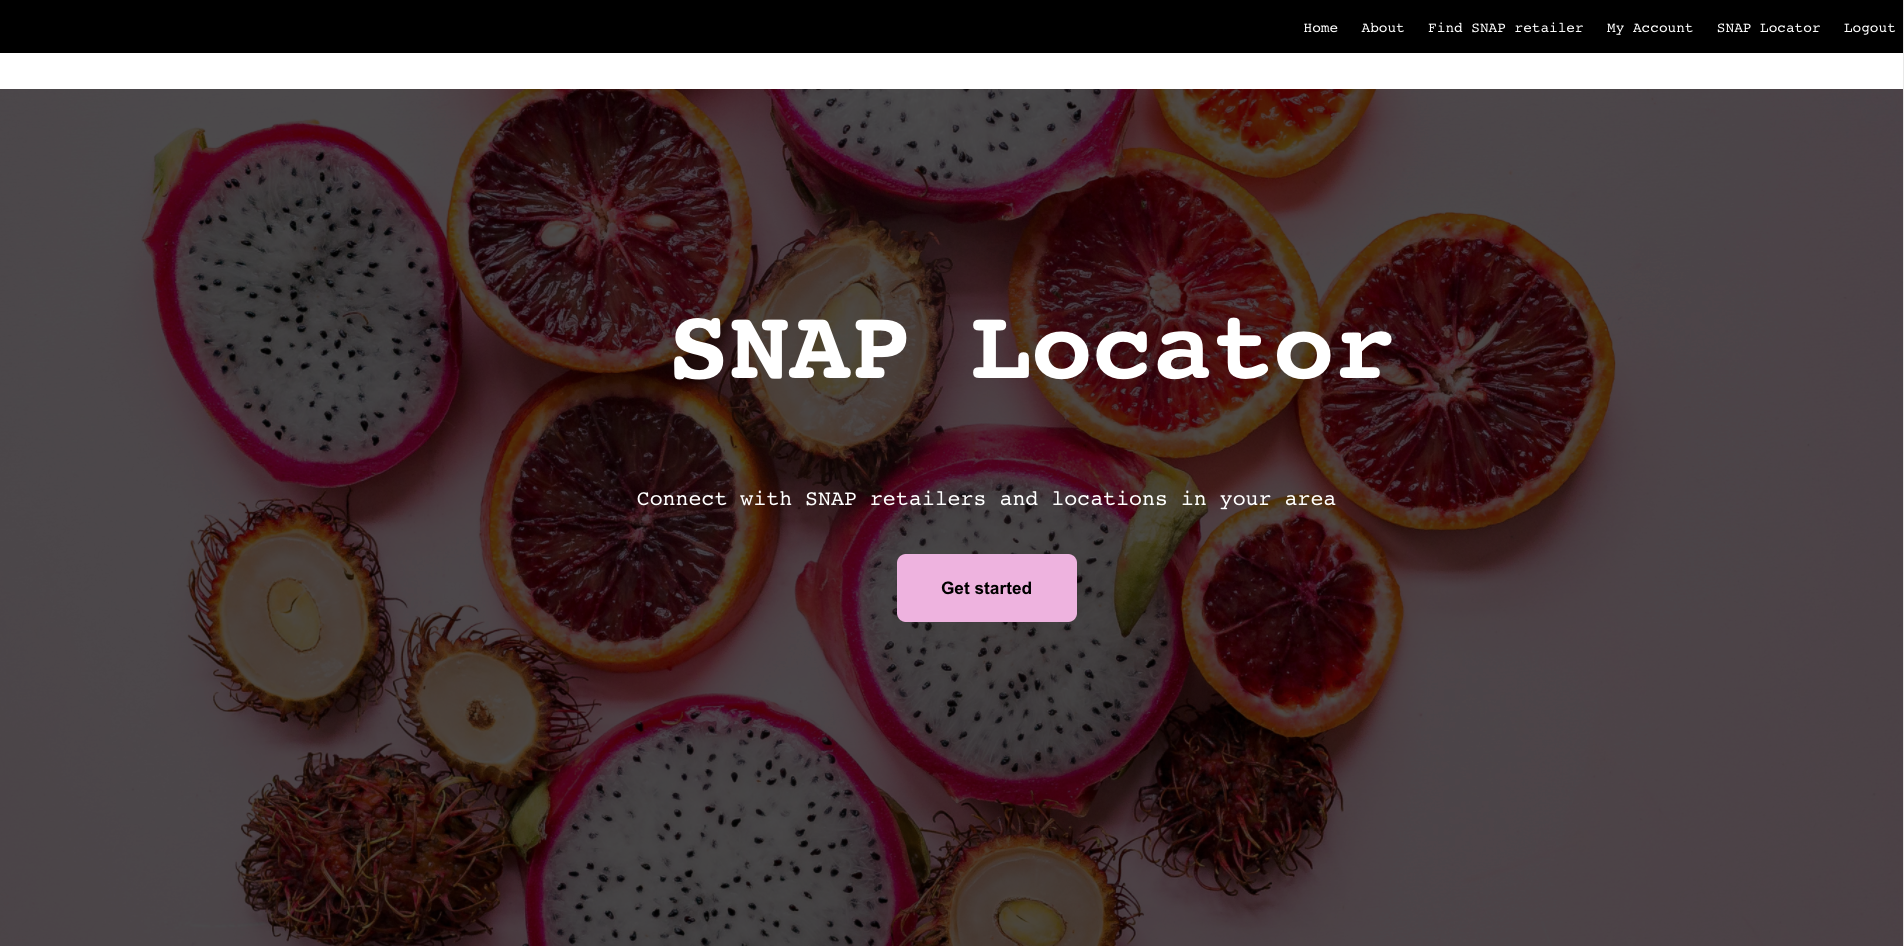 Home About Find SNAP retailer My Account SNAP Locator Logout
SNAP Locator
Connect with SNAP retailers and locations in your area
Get started